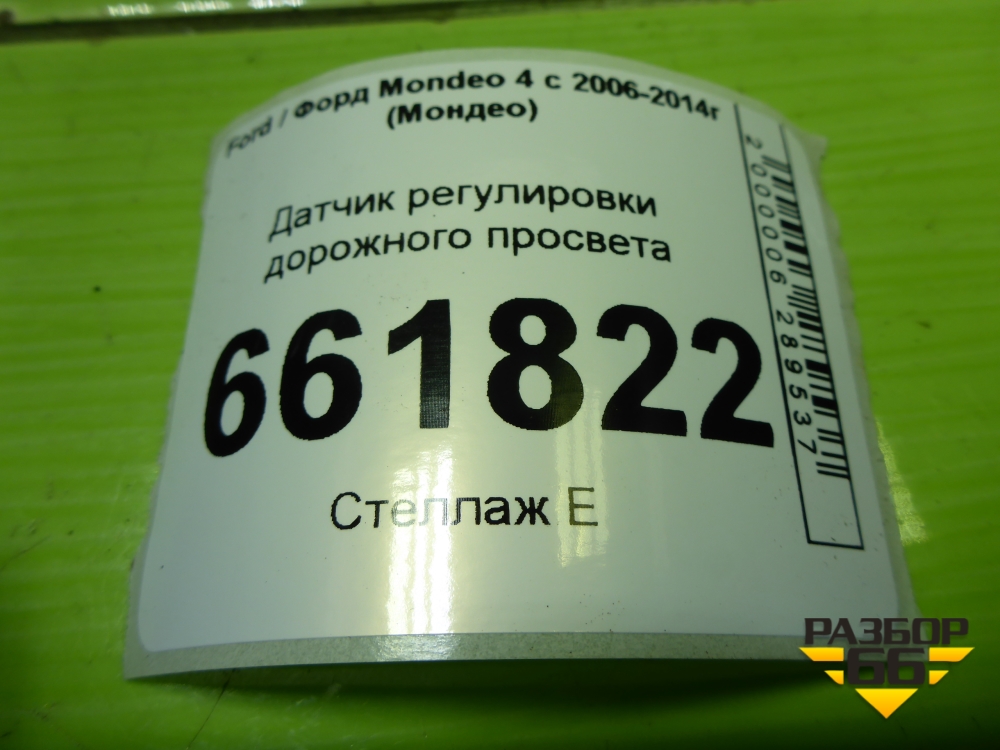 Ford / Форд Mondeo 4 с 2006-2014г
(Мондео)
Датчик регулировки
дорожного просвета
661822
Стеллаж Е
2000006289537
РАЗБОР
66